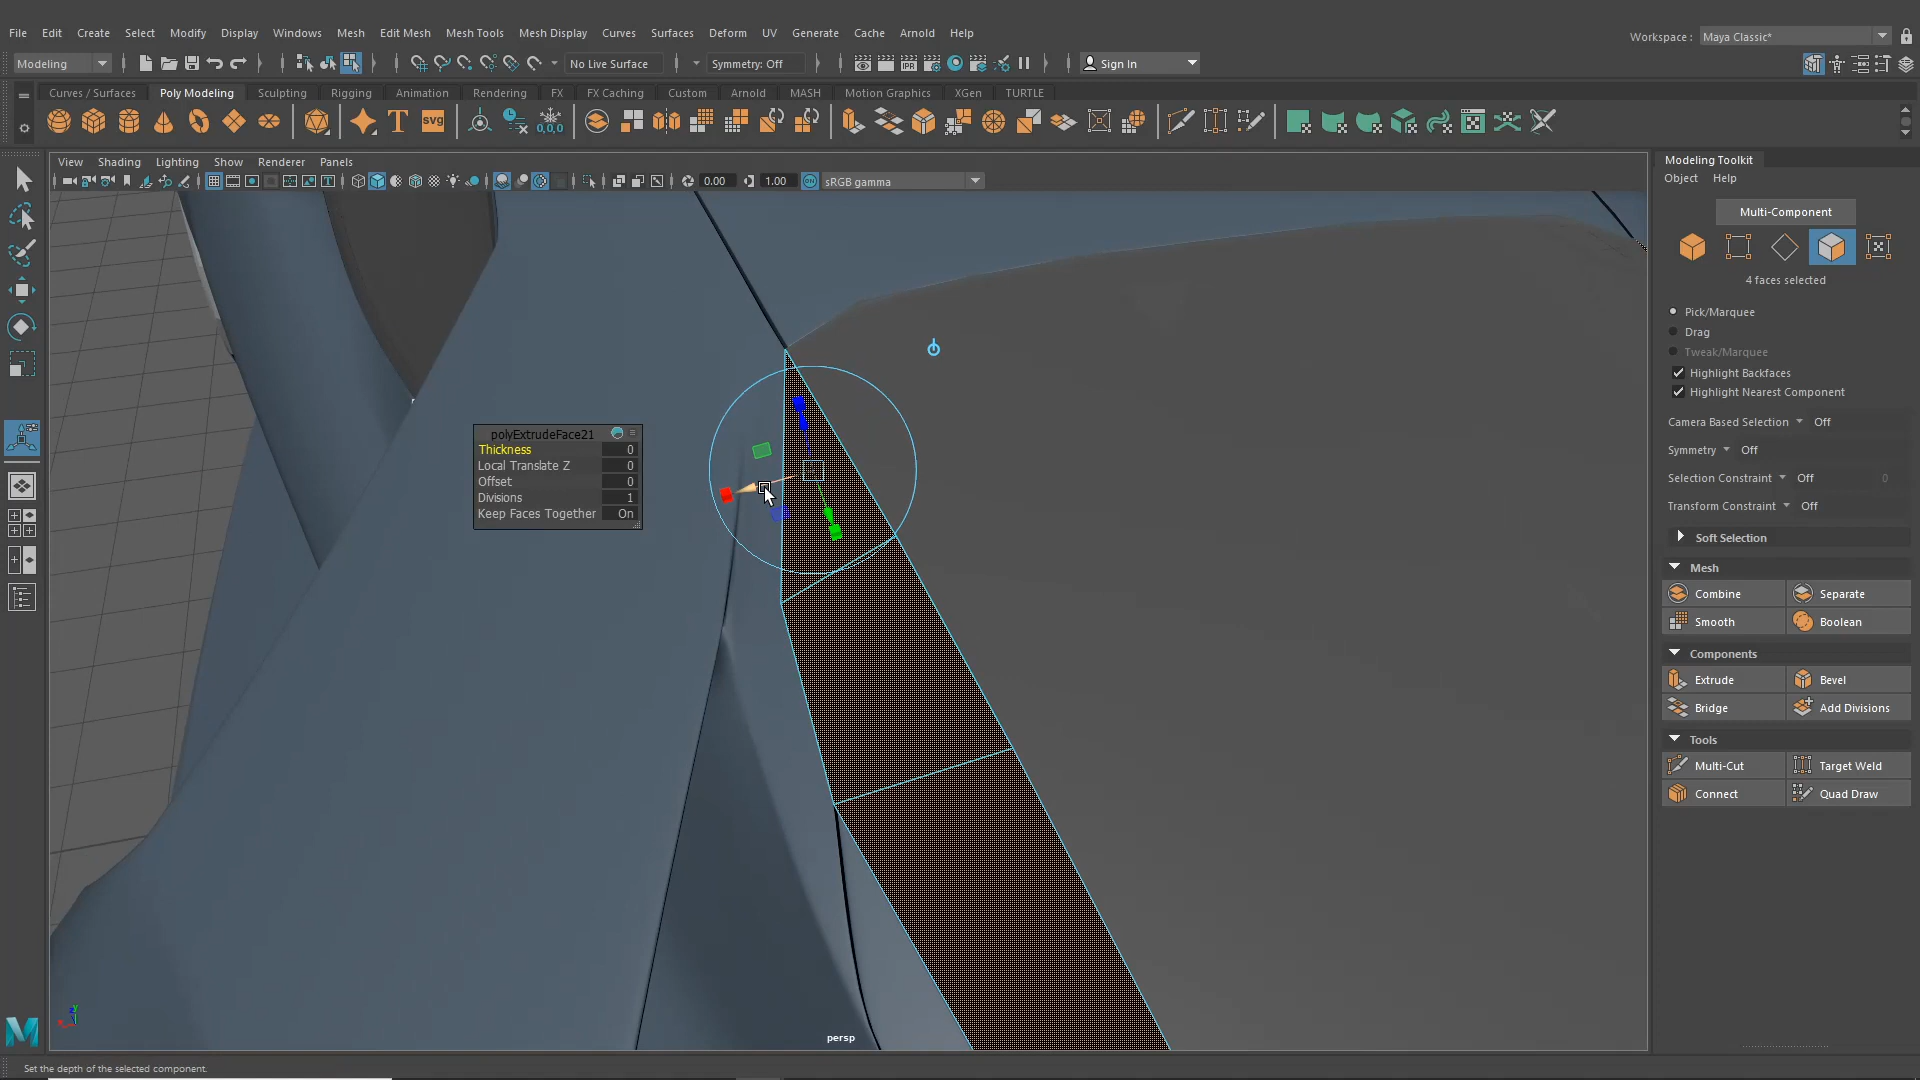 File Edit Create Select Modify Display Windows Mesh Edit Mesh Mesh Tools Mesh Display Curves Surfaces Deform UV Generate Cache Arnold Help
Workspace : Maya Classic*
Modeling No Live Surface Symmetry: Off Sign In
Curves / Surfaces Poly Modeling Sculpting Rigging Animation Rendering FX FX Caching Custom Arnold MASH Motion Graphics XGen TURTLE
T svg 0,0,0
View Shading Lighting Show Renderer Panels
0.00 1.00 ON sRGB gamma
polyExtrudeFace21
Thickness 0
Local Translate Z 0
Offset 0
Divisions 1
Keep Faces Together On
persp
Modeling Toolkit
Object Help
Multi-Component
4 faces selected
Pick/Marquee
Drag
Tweak/Marquee
Highlight Backfaces
Highlight Nearest Component
Camera Based Selection Off
Symmetry Off
Selection Constraint Off 0
Transform Constraint Off
Soft Selection
Mesh
Combine Separate
Smooth Boolean
Components
Extrude Bevel
Bridge Add Divisions
Tools
Multi-Cut Target Weld
Connect Quad Draw
M
Set the depth of the selected component.